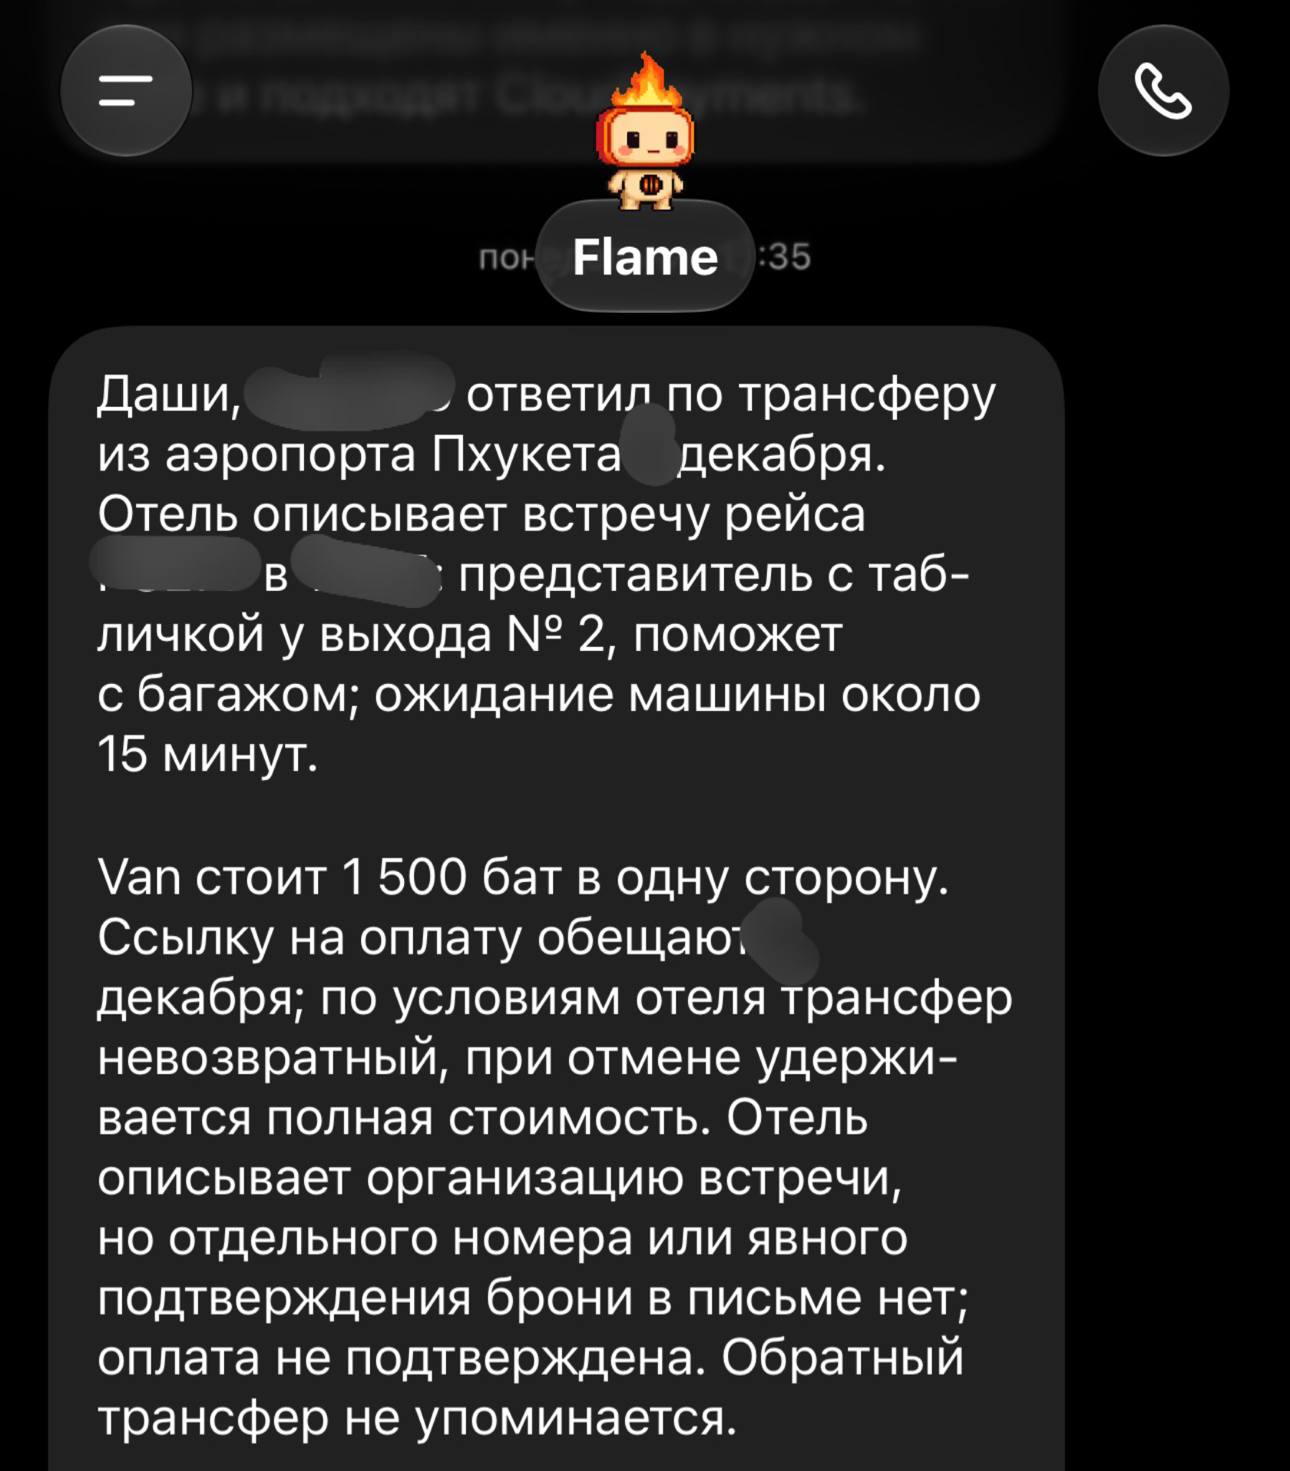 и подходят Cloud
:35
Flame
Даши, ответил по трансферу
из аэропорта Пхукета декабря.
Отель описывает встречу рейса
в : представитель с таб-
личкой у выхода № 2, поможет
с багажом; ожидание машины около
15 минут.
Van стоит 1 500 бат в одну сторону.
Ссылку на оплату обещают
декабря; по условиям отеля трансфер
невозвратный, при отмене удержи-
вается полная стоимость. Отель
описывает организацию встречи,
но отдельного номера или явного
подтверждения брони в письме нет;
оплата не подтверждена. Обратный
трансфер не упоминается.